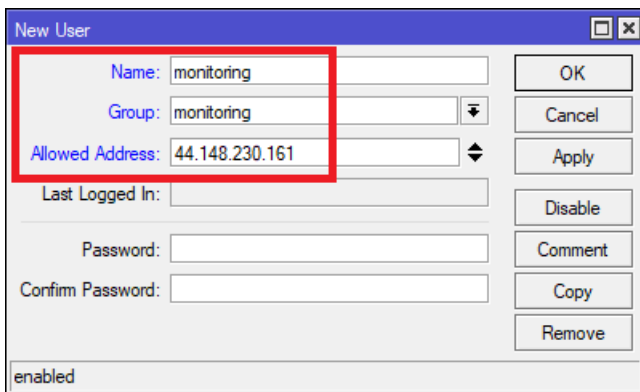 New User
Name: monitoring
Group: monitoring
Allowed Address: 44.148.230.161
Last Logged In:
Password:
Confirm Password:
OK
Cancel
Apply
Disable
Comment
Copy
Remove
enabled